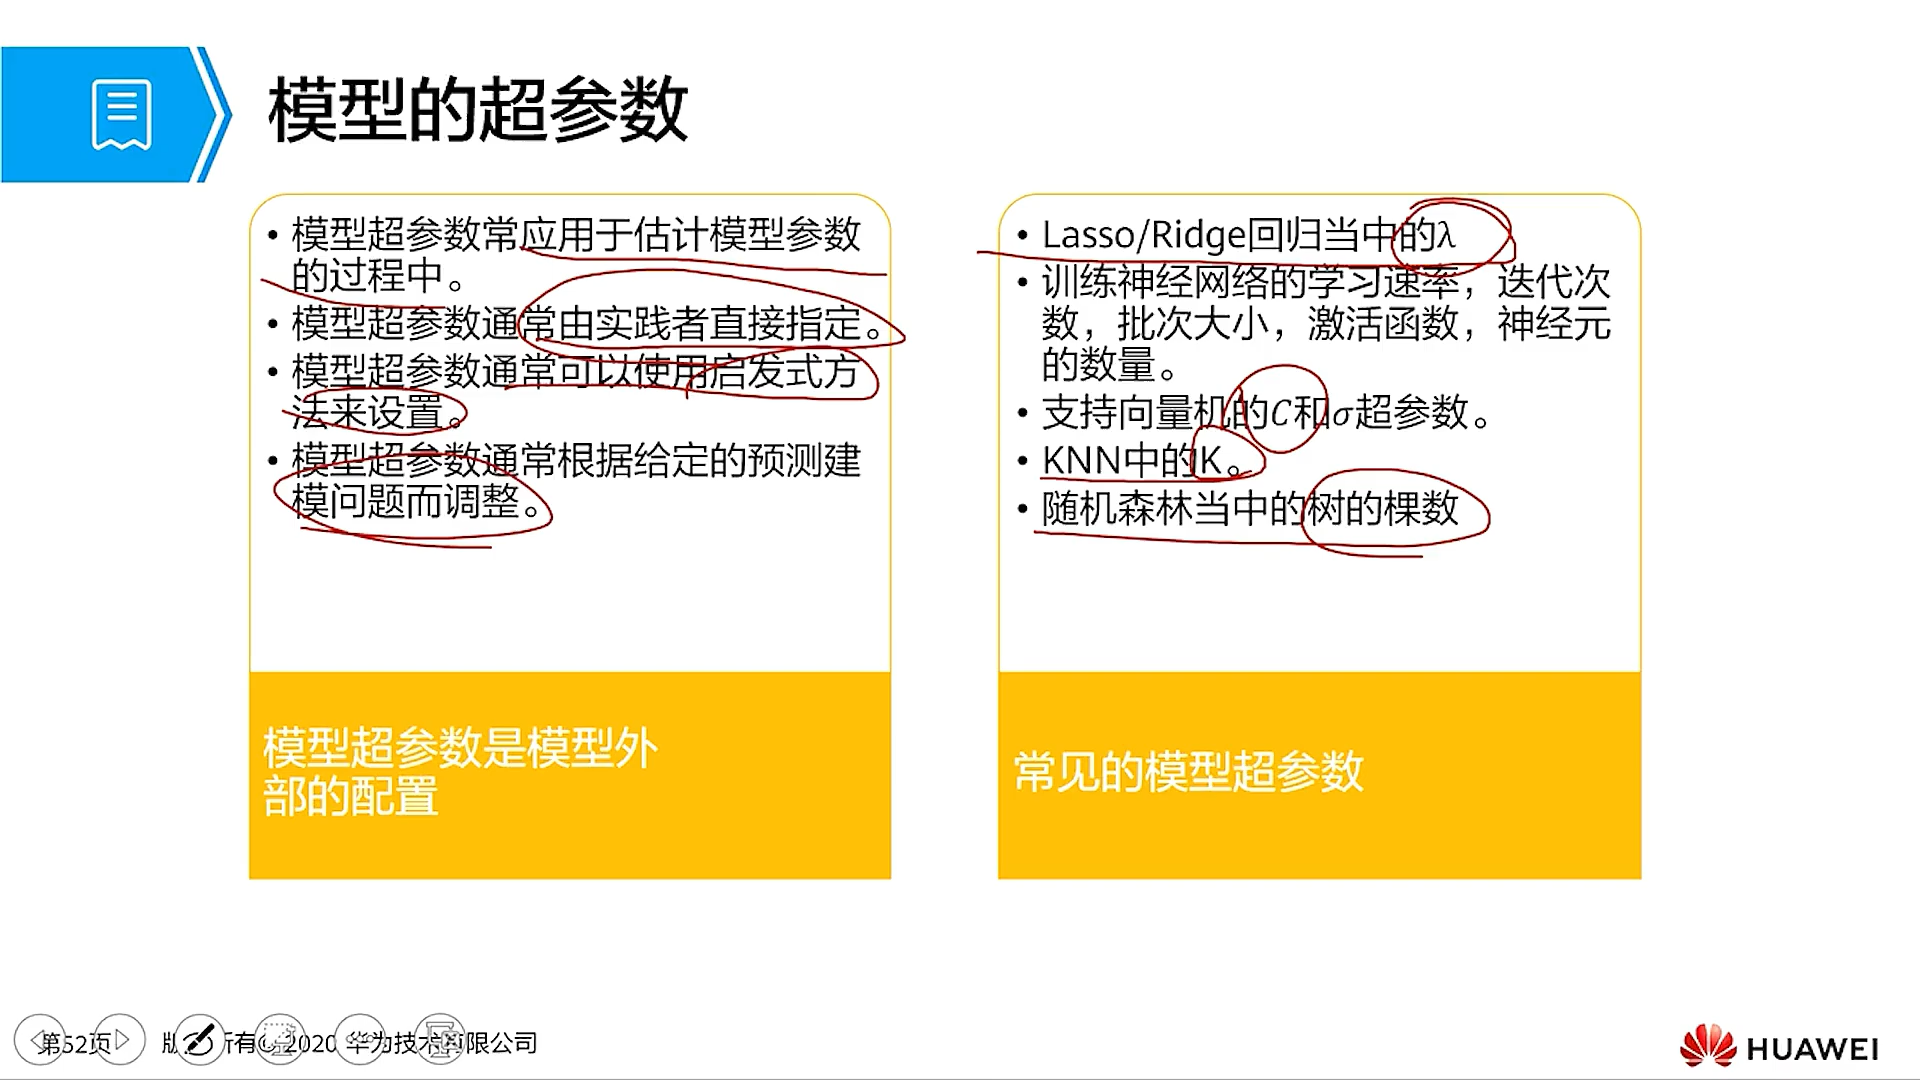 模型的超参数
• 模型超参数常应用于估计模型参数
的过程中。
• 模型超参数通常由实践者直接指定。
• 模型超参数通常可以使用启发式方
法来设置。
• 模型超参数通常根据给定的预测建
模问题而调整。
模型超参数是模型外
部的配置
• Lasso/Ridge回归当中的λ
• 训练神经网络的学习速率，迭代次
数，批次大小，激活函数，神经元
的数量。
• 支持向量机的C和σ超参数。
• KNN中的K。
• 随机森林当中的树的棵数
常见的模型超参数
第52页 版 所有© 2020 华为技术有限公司
HUAWEI